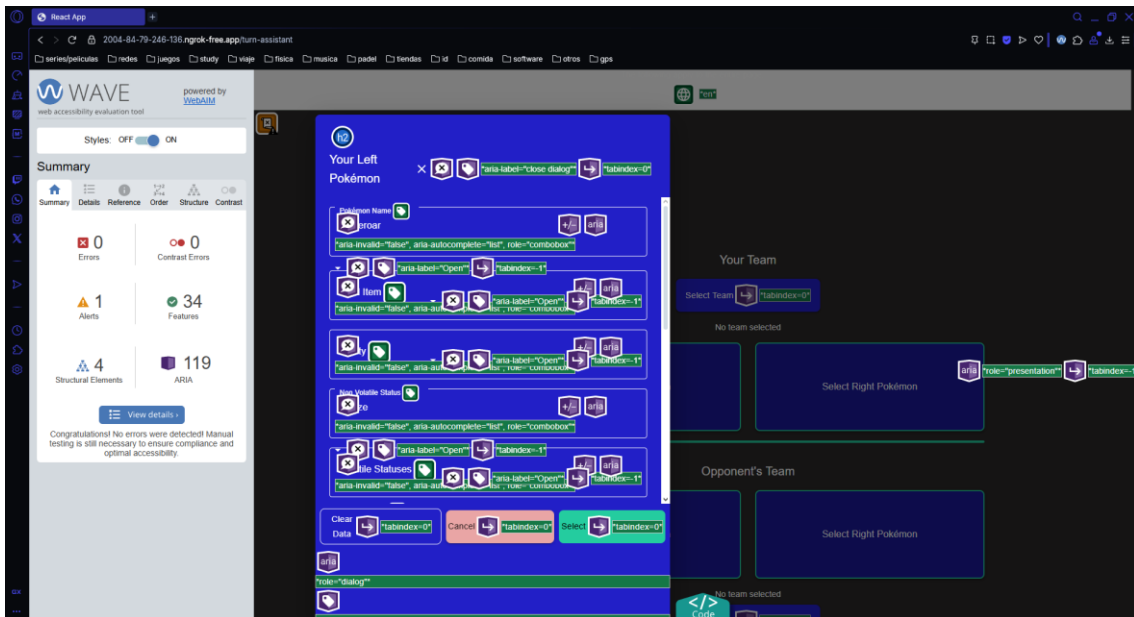 React App
2004-84-79-246-136.ngrok-free.app/turn-assistant
series/peliculas redes juegos study viaje fisica musica padel tiendas id comida software otros gps
WAVE
powered by
WebAIM
web accessibility evaluation tool
Styles: OFF ON
Summary
Summary Details Reference Order Structure Contrast
0
Errors
0
Contrast Errors
1
Alerts
34
Features
4
Structural Elements
119
ARIA
View details ›
Congratulations! No errors were detected! Manual
testing is still necessary to ensure compliance and
optimal accessibility.
*"en"
h2
Your Left
Pokémon
*aria-label="close dialog"* *tabindex=0*
Pokémon Name
eroar
+/- aria
*aria-invalid="false", aria-autocomplete="list", role="combobox"*
*aria-label="Open"* *tabindex=-1*
Item
aria
*aria-label="Open"* *tabindex=-1*
ty
aria
*aria-label="Open"* *tabindex=-1*
Non Volatile Status
ze
+/- aria
*aria-invalid="false", aria-autocomplete="list", role="combobox"*
*aria-label="Open"* *tabindex=-1*
tile Statuses
aria
*aria-label="Open"* *tabindex=-1*
Clear
Data
*tabindex=0*
Cancel *tabindex=0*
Select *tabindex=0*
aria
*role="dialog"*
Your Team
Select Team *tabindex=0*
No team selected
Select Right Pokémon
aria *role="presentation"* *tabindex=-1
Opponent's Team
Select Right Pokémon
No team selected
</>
Code
GX